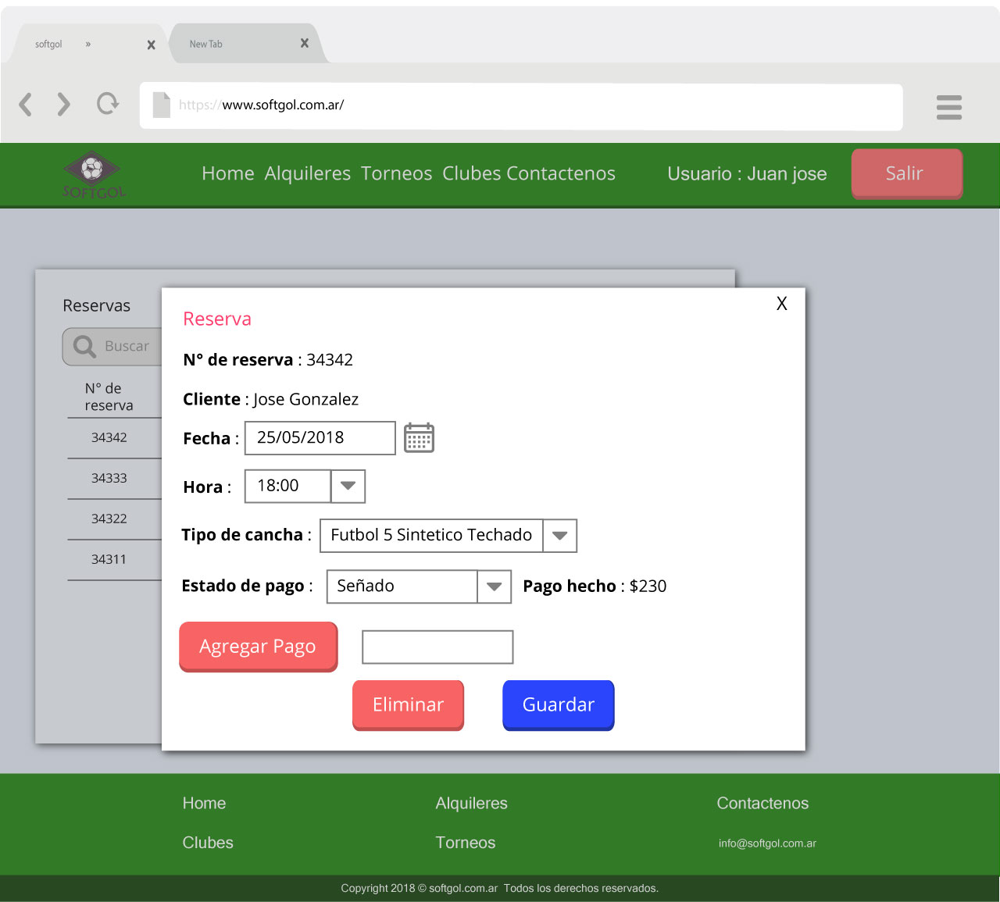 softgol » X New Tab X
https://www.softgol.com.ar/
SOFTGOL
Home Alquileres Torneos Clubes Contactenos Usuario : Juan jose Salir
Reservas
Buscar
N° de
reserva
34342
34333
34322
34311
X
Reserva
N° de reserva : 34342
Cliente : Jose Gonzalez
Fecha : 25/05/2018
Hora : 18:00
Tipo de cancha : Futbol 5 Sintetico Techado
Estado de pago : Señado Pago hecho : $230
Agregar Pago
Eliminar Guardar
Home Alquileres Contactenos
Clubes Torneos info@softgol.com.ar
Copyright 2018 © softgol.com.ar Todos los derechos reservados.